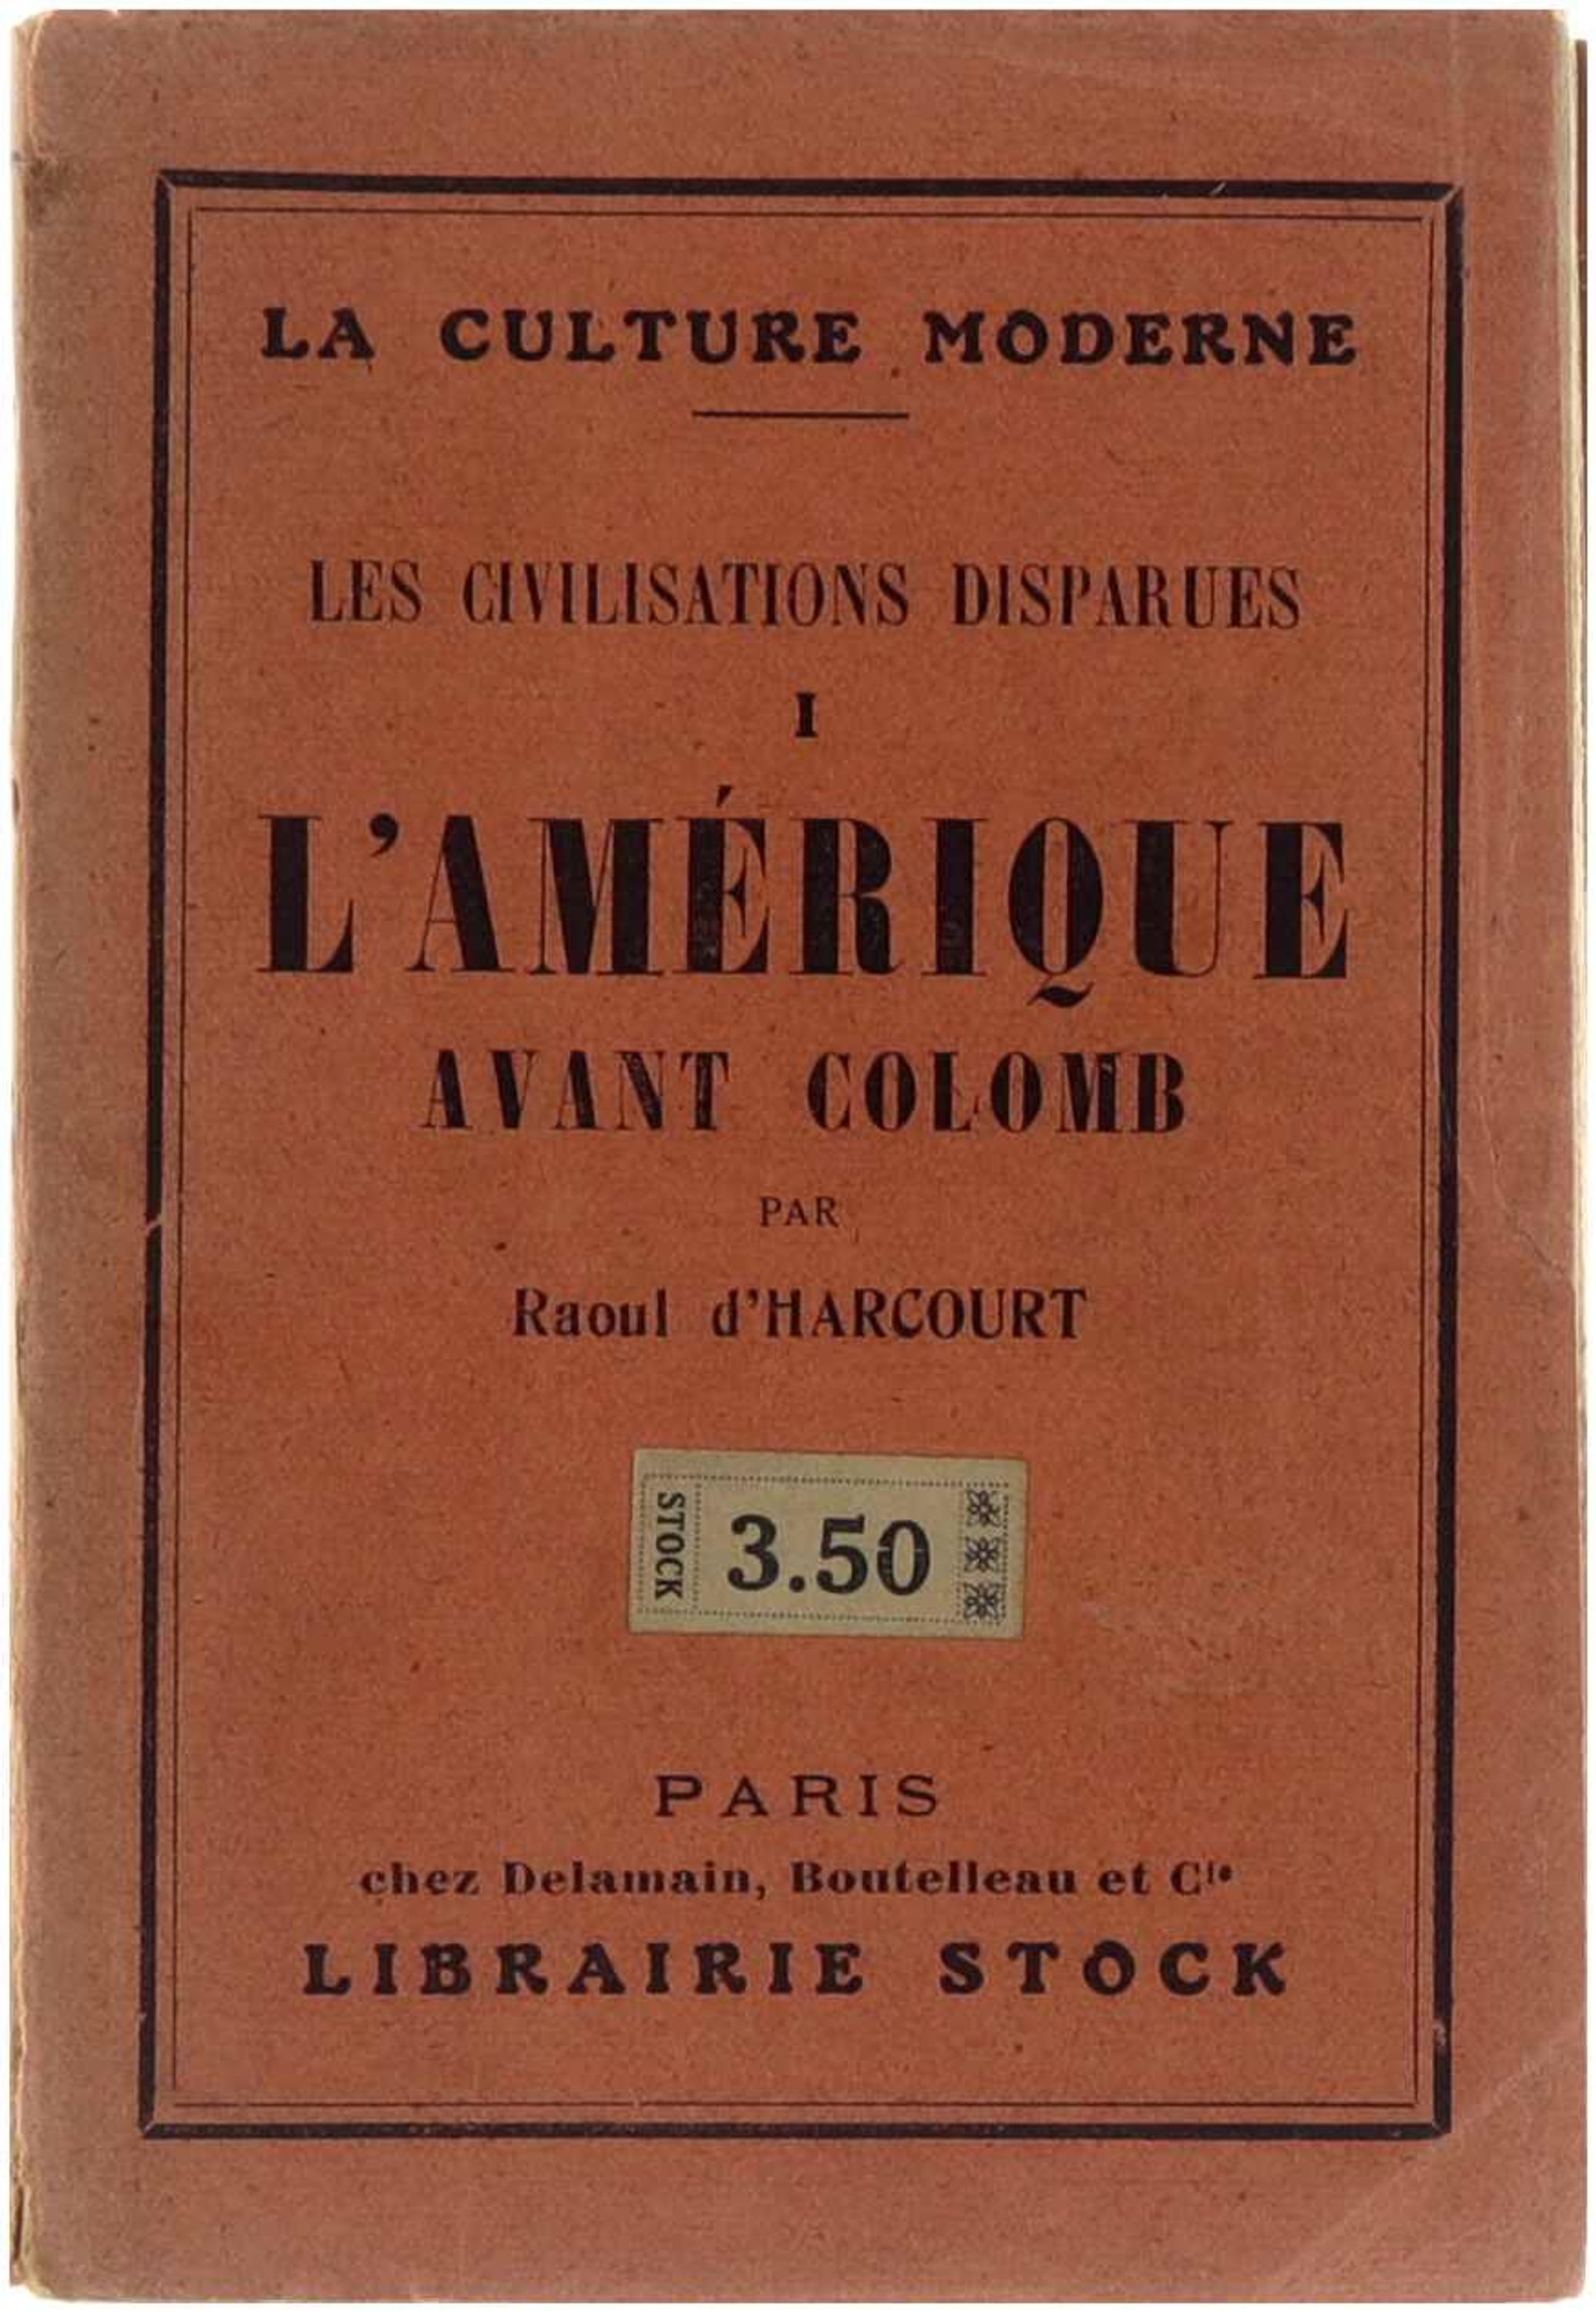 LA CULTURE MODERNE
LES CIVILISATIONS DISPARUES
I
L'AMÉRIQUE
AVANT COLOMB
PAR
Raoul d'HARCOURT
STOCK
3.50
PARIS
chez Delamain, Boutelleau et Cie
LIBRAIRIE STOCK